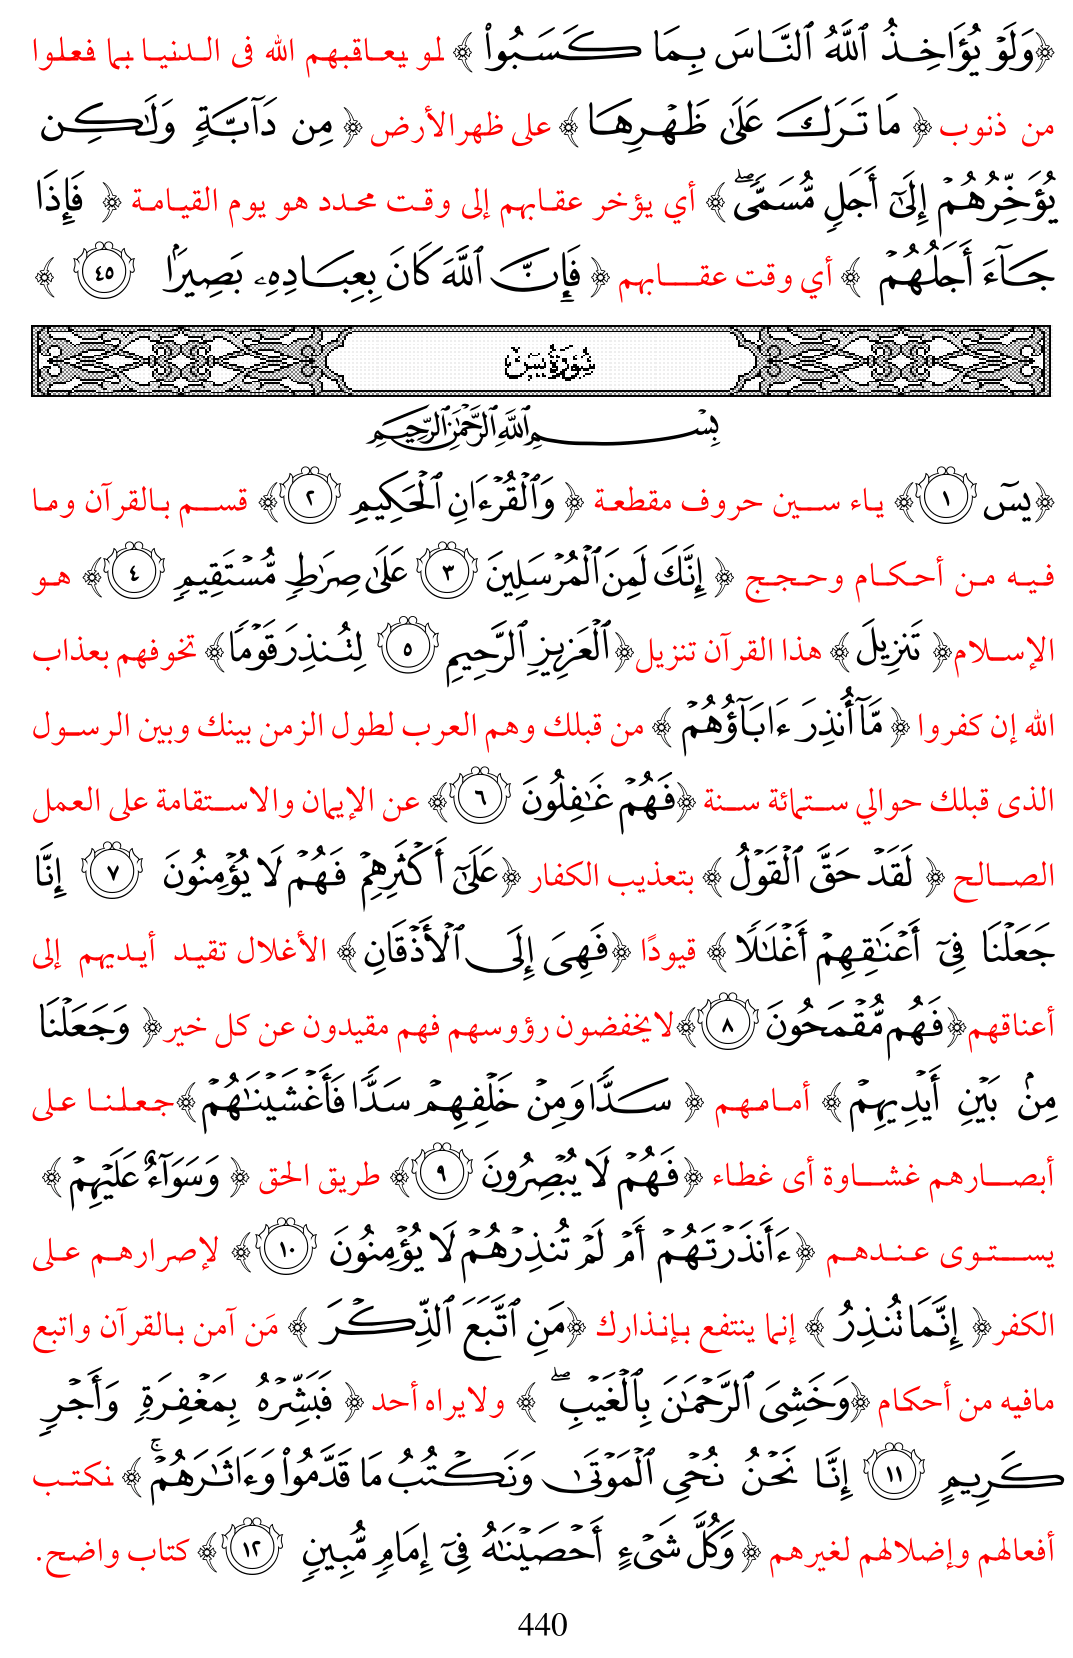 ﴿وَلَوْ يُؤَاخِذُ ٱللَّهُ ٱلنَّاسَ بِمَا كَسَبُوا۟ ﴾ لمو يعاقبهم الله فى الدنيا بما فعلوا
من ذنوب ﴿ مَا تَرَكَ عَلَىٰ ظَهْرِهَا﴾ على ظهرالأرض ﴿ مِن دَآبَّةٍ وَلَـٰكِن
يُؤَخِّرُهُمْ إِلَىٰٓ أَجَلٍ مُّسَمًّى ۖ﴾ أي يؤخر عقابهم إلى وقت محدد هو يوم القيامة ﴿ فَإِذَا
جَآءَ أَجَلُهُمْ ﴾ أي وقت عقابهم ﴿ فَإِنَّ ٱللَّهَ كَانَ بِعِبَادِهِۦ بَصِيرًۢا ٤٥ ﴾
سُورَةُ يسٓ
بِسْمِ ٱللَّهِ ٱلرَّحْمَـٰنِ ٱلرَّحِيمِ
﴿يسٓ ١﴾ ياء سين حروف مقطعة ﴿ وَٱلْقُرْءَانِ ٱلْحَكِيمِ ٢﴾ قسم بالقرآن وما
فيه من أحكام وحجج ﴿ إِنَّكَ لَمِنَ ٱلْمُرْسَلِينَ ٣ عَلَىٰ صِرَٰطٍ مُّسْتَقِيمٍ ٤﴾ هو
الإسلام﴿ تَنزِيلَ ﴾ هذا القرآن تنزيل﴿ٱلْعَزِيزِ ٱلرَّحِيمِ ٥ لِتُنذِرَ قَوْمًا﴾ تخوفهم بعذاب
الله إن كفروا ﴿ مَّآ أُنذِرَ ءَابَآؤُهُمْ ﴾ من قبلك وهم العرب لطول الزمن بينك وبين الرسول
الذى قبلك حوالي ستمائة سنة ﴿فَهُمْ غَـٰفِلُونَ ٦﴾ عن الإيمان والاستقامة على العمل
الصالح ﴿ لَقَدْ حَقَّ ٱلْقَوْلُ ﴾ بتعذيب الكفار ﴿عَلَىٰٓ أَكْثَرِهِمْ فَهُمْ لَا يُؤْمِنُونَ ٧ إِنَّا
جَعَلْنَا فِىٓ أَعْنَـٰقِهِمْ أَغْلَـٰلًا ﴾ قيودًا ﴿فَهِىَ إِلَى ٱلْأَذْقَانِ﴾ الأغلال تقيد أيديهم إلى
أعناقهم﴿فَهُم مُّقْمَحُونَ ٨﴾لايخفضون رؤوسهم فهم مقيدون عن كل خير﴿ وَجَعَلْنَا
مِنۢ بَيْنِ أَيْدِيهِمْ ﴾ أمامهم ﴿ سَدًّا وَمِنْ خَلْفِهِمْ سَدًّا فَأَغْشَيْنَـٰهُمْ﴾جعلنا على
أبصارهم غشاوة أى غطاء ﴿فَهُمْ لَا يُبْصِرُونَ ٩﴾ طريق الحق ﴿ وَسَوَآءٌ عَلَيْهِمْ ﴾
يستوى عندهم ﴿ءَأَنذَرْتَهُمْ أَمْ لَمْ تُنذِرْهُمْ لَا يُؤْمِنُونَ ١٠﴾ لإصرارهم على
الكفر﴿ إِنَّمَا تُنذِرُ ﴾ إنما ينتفع بإنذارك ﴿مَنِ ٱتَّبَعَ ٱلذِّكْرَ ﴾ مَن آمن بالقرآن واتبع
مافيه من أحكام ﴿وَخَشِىَ ٱلرَّحْمَـٰنَ بِٱلْغَيْبِ ۖ ﴾ ولايراه أحد ﴿ فَبَشِّرْهُ بِمَغْفِرَةٍ وَأَجْرٍ
كَرِيمٍ ١١ إِنَّا نَحْنُ نُحْىِ ٱلْمَوْتَىٰ وَنَكْتُبُ مَا قَدَّمُوا۟ وَءَاثَـٰرَهُمْ ۚ﴾ نكتب
أفعالهم وإضلالهم لغيرهم ﴿وَكُلَّ شَىْءٍ أَحْصَيْنَـٰهُ فِىٓ إِمَامٍ مُّبِينٍ ١٢﴾ كتاب واضح.
440